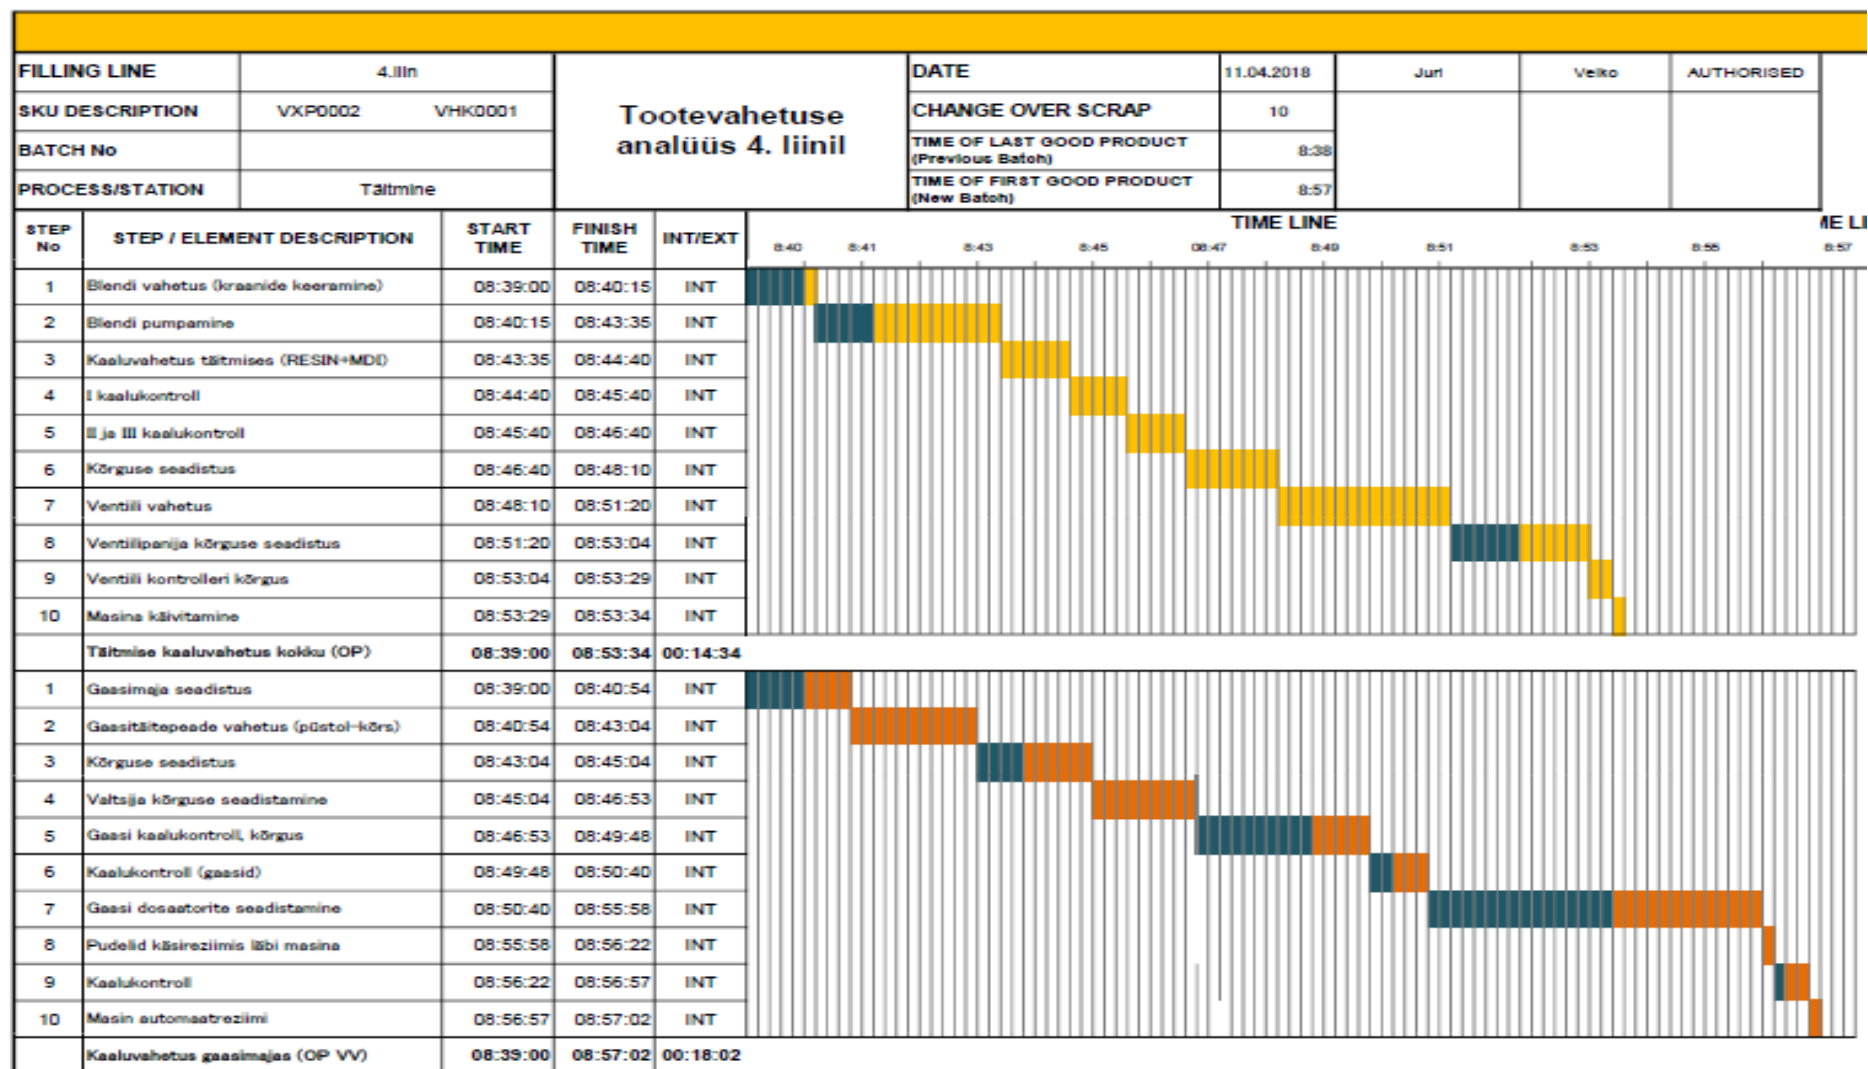 FILLING LINE 4.liin DATE 11.04.2018 Juri Veiko AUTHORISED
SKU DESCRIPTION VXP0002 VHK0001 CHANGE OVER SCRAP 10
Tootevahetuse
analüüs 4. liinil
BATCH No TIME OF LAST GOOD PRODUCT
(Previous Batch) 8:38
PROCESS/STATION Täitmine TIME OF FIRST GOOD PRODUCT
(New Batch) 8:57
STEP No STEP / ELEMENT DESCRIPTION START TIME FINISH TIME INT/EXT TIME LINE ME LI
8:40 8:41 8:43 8:45 08:47 8:49 8:51 8:53 8:55 8:57
1 Blendi vahetus (kraanide keeramine) 08:39:00 08:40:15 INT
2 Blendi pumpamine 08:40:15 08:43:35 INT
3 Kaaluvahetus täitmises (RESIN+MDI) 08:43:35 08:44:40 INT
4 I kaalukontroll 08:44:40 08:45:40 INT
5 II ja III kaalukontroll 08:45:40 08:46:40 INT
6 Kõrguse seadistus 08:46:40 08:48:10 INT
7 Ventiili vahetus 08:48:10 08:51:20 INT
8 Ventiilipanija kõrguse seadistus 08:51:20 08:53:04 INT
9 Ventiili kontrolleri kõrgus 08:53:04 08:53:29 INT
10 Masina käivitamine 08:53:29 08:53:34 INT
Täitmise kaaluvahetus kokku (OP) 08:39:00 08:53:34 00:14:34
1 Gaasimaja seadistus 08:39:00 08:40:54 INT
2 Gaasitäitepeade vahetus (püstol-kõrs) 08:40:54 08:43:04 INT
3 Kõrguse seadistus 08:43:04 08:45:04 INT
4 Valtsija kõrguse seadistamine 08:45:04 08:46:53 INT
5 Gaasi kaalukontroll, kõrgus 08:46:53 08:49:48 INT
6 Kaalukontroll (gaasid) 08:49:48 08:50:40 INT
7 Gaasi dosaatorite seadistamine 08:50:40 08:55:58 INT
8 Pudelid käsireziimis läbi masina 08:55:58 08:56:22 INT
9 Kaalukontroll 08:56:22 08:56:57 INT
10 Masin automaatreziimi 08:56:57 08:57:02 INT
Kaaluvahetus gaasimajas (OP VV) 08:39:00 08:57:02 00:18:02